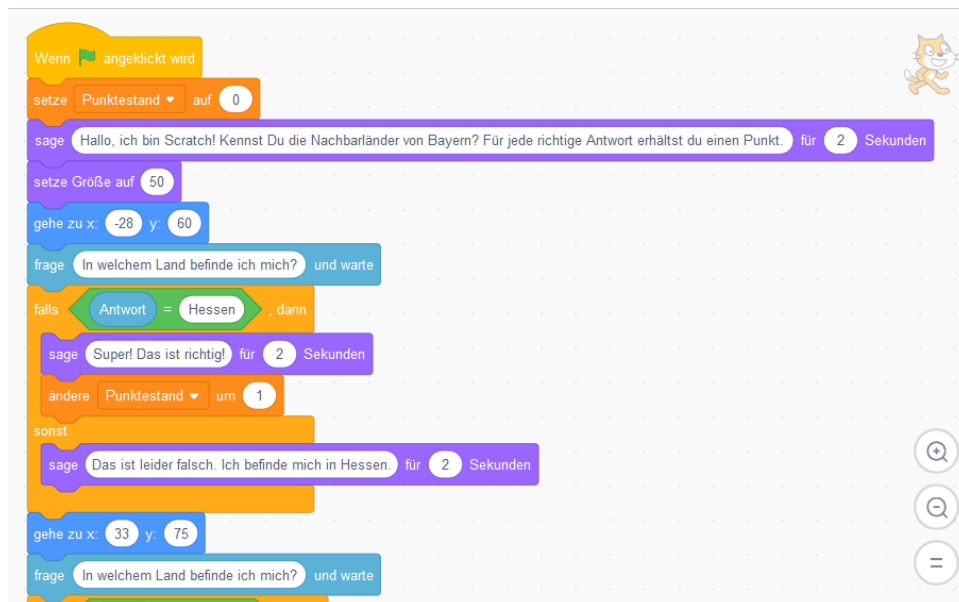 Wenn angeklickt wird
setze Punktestand auf 0
sage Hallo, ich bin Scratch! Kennst Du die Nachbarländer von Bayern? Für jede richtige Antwort erhältst du einen Punkt. für 2 Sekunden
setze Größe auf 50
gehe zu x: -28 y: 60
frage In welchem Land befinde ich mich? und warte
falls Antwort = Hessen , dann
sage Super! Das ist richtig! für 2 Sekunden
ändere Punktestand um 1
sonst
sage Das ist leider falsch. Ich befinde mich in Hessen. für 2 Sekunden
gehe zu x: 33 y: 75
frage In welchem Land befinde ich mich? und warte